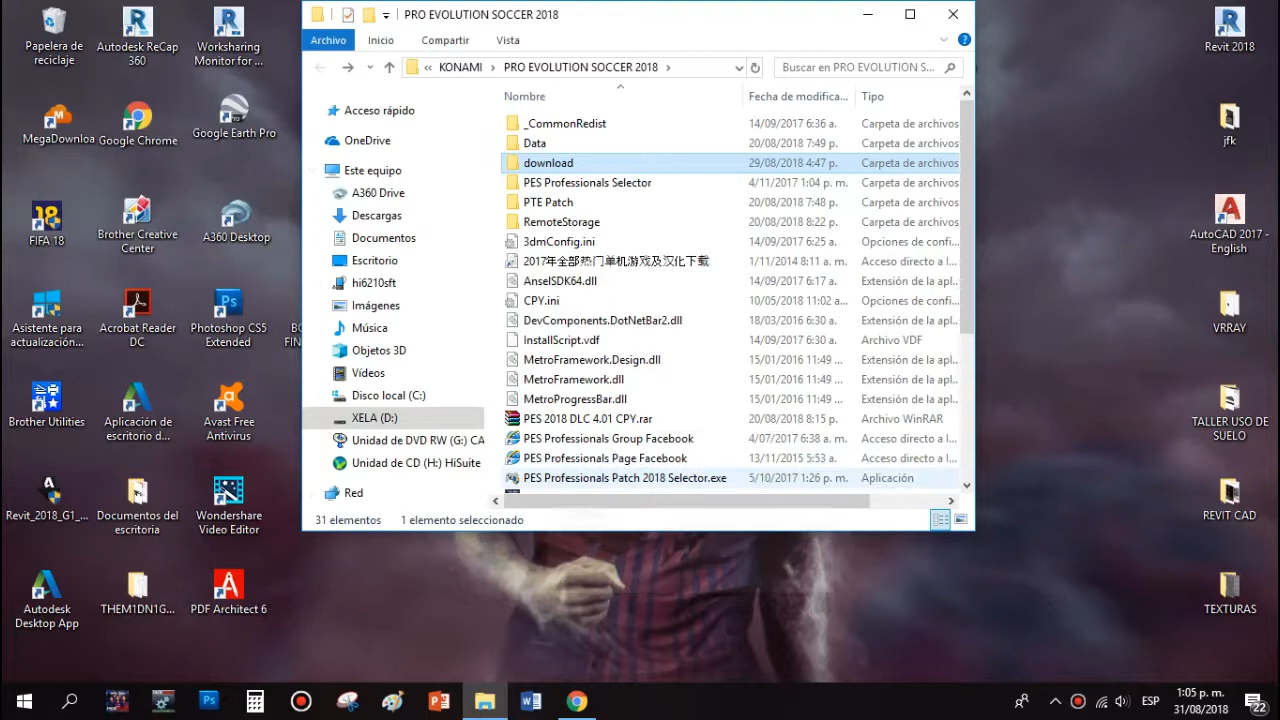 Papelera de
reciclaje
Autodesk ReCap
360
Worksharing
Monitor for ...
MegaDownloa
Google Chrome
Google Earth Pro
FIFA 18
Brother Creative
Center
A360 Desktop
Asistente para
actualización...
Acrobat Reader
DC
Photoshop CS5
Extended
Brother Utilities
Aplicación de
escritorio d...
Avast Free
Antivirus
Revit_2018_G1_...
Documentos del
escritoria
Wondershare
Video Editor
Autodesk
Desktop App
THEM1DN1G...
PDF Architect 6
PRO EVOLUTION SOCCER 2018
Archivo
Inicio
Compartir
Vista
« KONAMI › PRO EVOLUTION SOCCER 2018 ›
Buscar en PRO EVOLUTION S...
Acceso rápido
OneDrive
Este equipo
A360 Drive
Descargas
Documentos
Escritorio
hi6210sft
Imágenes
Música
Objetos 3D
Vídeos
Disco local (C:)
XELA (D:)
Unidad de DVD RW (G:) CA
Unidad de CD (H:) HiSuite
Red
Nombre Fecha de modifica... Tipo
_CommonRedist 14/09/2017 6:36 a. Carpeta de archivos
Data 20/08/2018 7:49 p. Carpeta de archivos
download 29/08/2018 4:47 p. Carpeta de archivos
PES Professionals Selector 4/11/2017 1:04 p. m. Carpeta de archivos
PTE Patch 20/08/2018 7:48 p. Carpeta de archivos
RemoteStorage 20/08/2018 8:22 p. Carpeta de archivos
3dmConfig.ini 14/09/2017 6:25 a. Opciones de confi...
2017年全部热门单机游戏及汉化下载 1/11/2014 8:11 a. m. Acceso directo a I...
AnselSDK64.dll 14/09/2017 6:17 a. Extensión de la apl...
CPY.ini 10/05/2018 11:02 a... Opciones de confi...
DevComponents.DotNetBar2.dll 18/03/2016 6:30 a. Extensión de la apl...
InstallScript.vdf 14/09/2017 6:30 a. Archivo VDF
MetroFramework.Design.dll 15/01/2016 11:49 ... Extensión de la apl...
MetroFramework.dll 15/01/2016 11:49 ... Extensión de la apl...
MetroProgressBar.dll 15/01/2016 11:49 ... Extensión de la apl...
PES 2018 DLC 4.01 CPY.rar 20/08/2018 8:15 p. Archivo WinRAR
PES Professionals Group Facebook 4/07/2017 6:38 a. m. Acceso directo a I...
PES Professionals Page Facebook 13/11/2015 5:53 a. Acceso directo a I...
PES Professionals Patch 2018 Selector.exe 5/10/2017 1:26 p. m. Aplicación
31 elementos 1 elemento seleccionado
Revit 2018
jfk
AutoCAD 2017 -
English
VRRAY
TALLER USO DE
SUELO
REVIT CAD
TEXTURAS
ESP
1:05 p. m.
31/08/2018
22